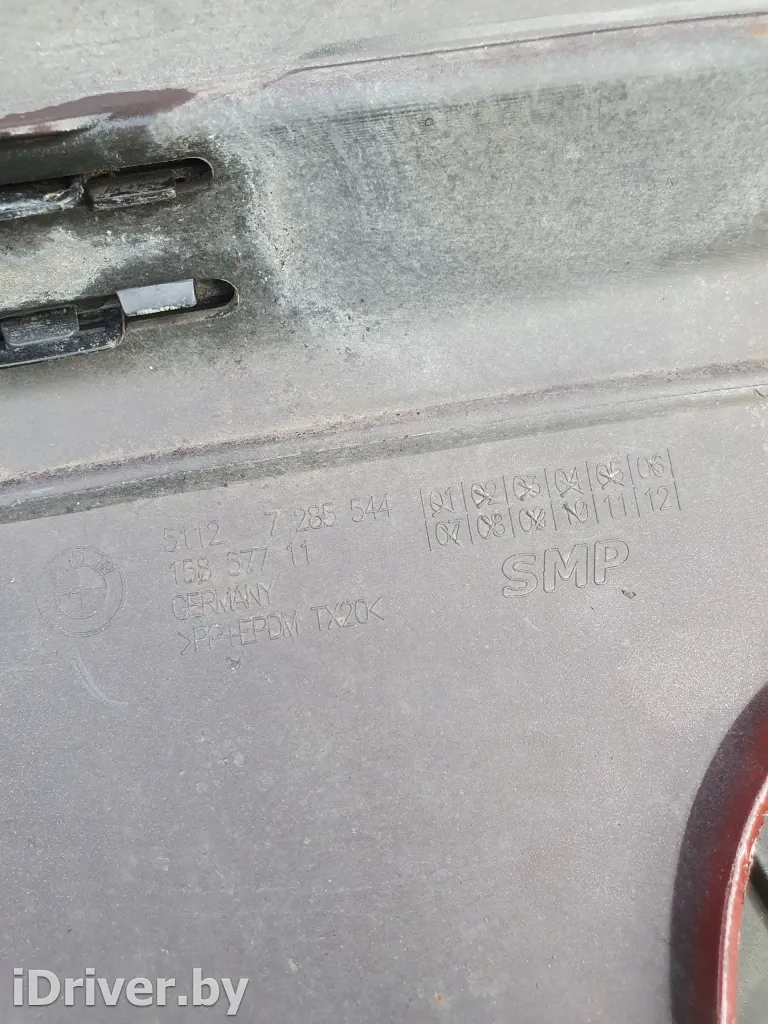 5112 7 285 544
158 577 11
GERMANY
>PP+EPDM TX20<
01 02 03 04 05 06
07 08 09 10 11 12
SMP
iDriver.by